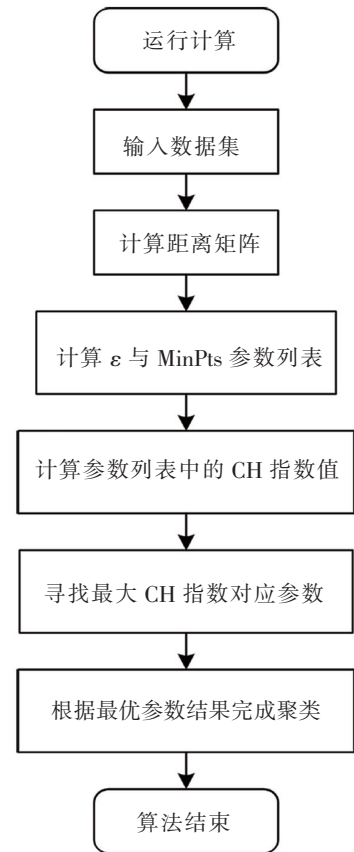 运行计算
输入数据集
计算距离矩阵
计算 ε 与 MinPts 参数列表
计算参数列表中的 CH 指数值
寻找最大 CH 指数对应参数
根据最优参数结果完成聚类
算法结束